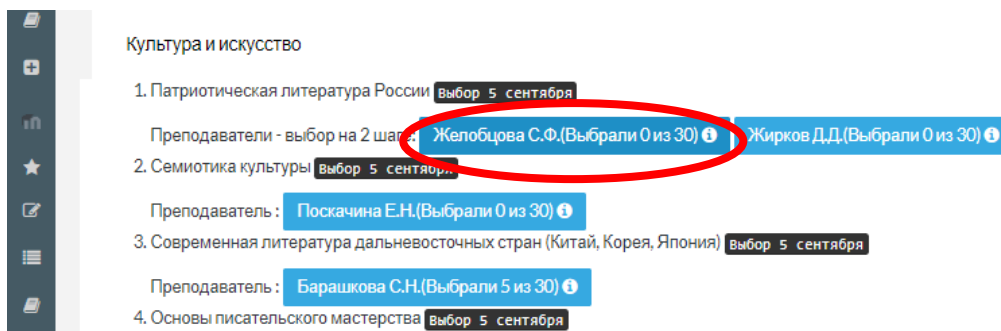 Культура и искусство
1. Патриотическая литература России Выбор 5 сентября
Преподаватели - выбор на 2 шаге: Желобцова С.Ф.(Выбрали 0 из 30) Жирков Д.Д.(Выбрали 0 из 30)
2. Семиотика культуры Выбор 5 сентября
Преподаватель : Поскачина Е.Н.(Выбрали 0 из 30)
3. Современная литература дальневосточных стран (Китай, Корея, Япония) Выбор 5 сентября
Преподаватель : Барашкова С.Н.(Выбрали 5 из 30)
4. Основы писательского мастерства Выбор 5 сентября